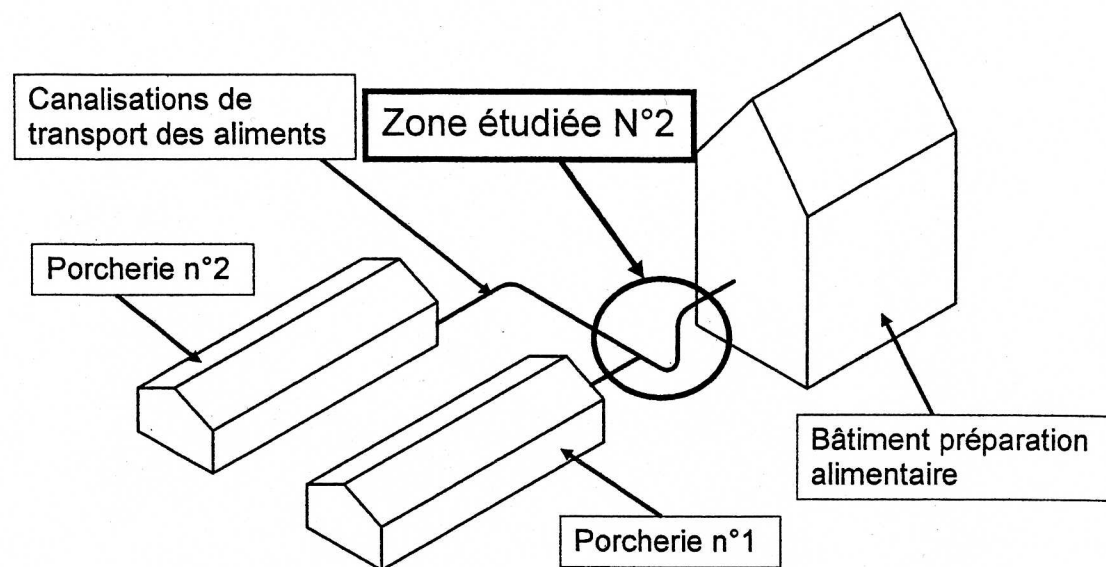 Canalisations de
transport des aliments
Zone étudiée N°2
Porcherie n°2
Bâtiment préparation
alimentaire
Porcherie n°1